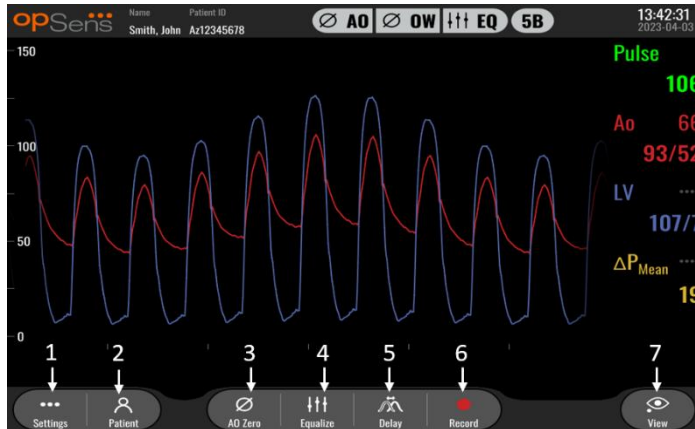 opSens
Name Patient ID
Smith, John Az12345678
Ø AO Ø OW EQ 5B
13:42:31
2023-04-03
150
100
50
0
Pulse
106
Ao 66
93/52
LV ---
107/7
ΔPMean ---
19
1 2 3 4 5 6 7
Settings Patient AO Zero Equalize Delay Record View